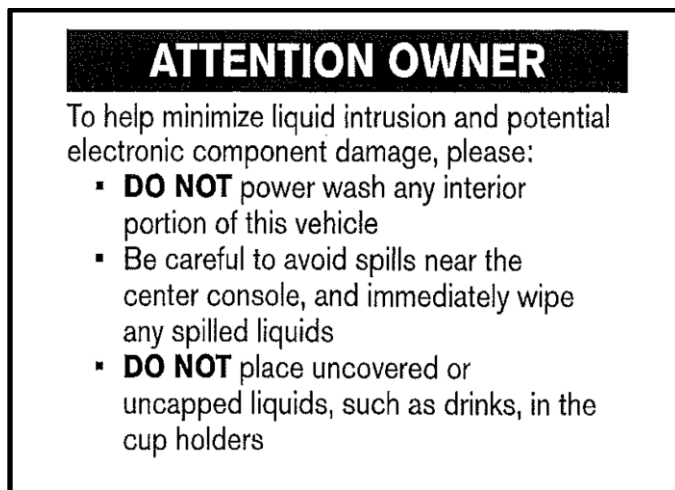 ATTENTION OWNER
To help minimize liquid intrusion and potential
electronic component damage, please:
▪ DO NOT power wash any interior
portion of this vehicle
▪ Be careful to avoid spills near the
center console, and immediately wipe
any spilled liquids
▪ DO NOT place uncovered or
uncapped liquids, such as drinks, in the
cup holders